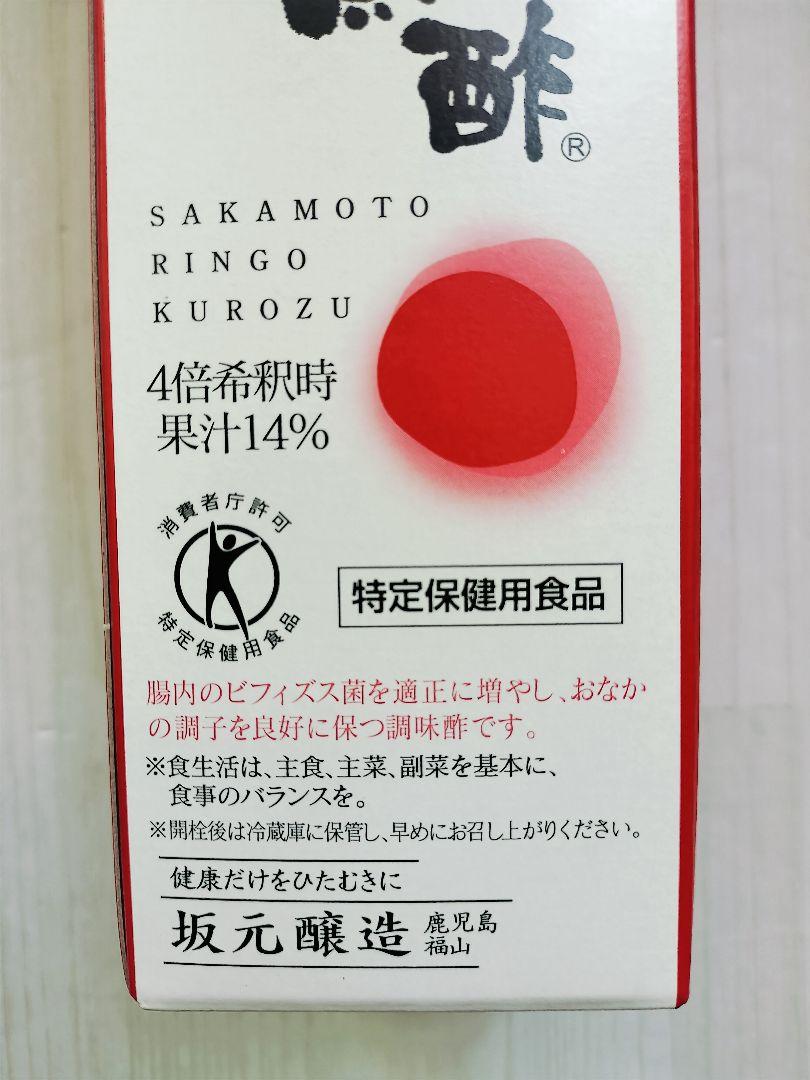 酢®
SAKAMOTO
RINGO
KUROZU
4倍希釈時
果汁14%
消費者庁許可
特定保健用食品
特定保健用食品
腸内のビフィズス菌を適正に増やし、おなか
の調子を良好に保つ調味酢です。
※食生活は、主食、主菜、副菜を基本に、
食事のバランスを。
※開栓後は冷蔵庫に保管し、早めにお召し上がりください。
健康だけをひたむきに
坂元醸造 鹿児島
福山